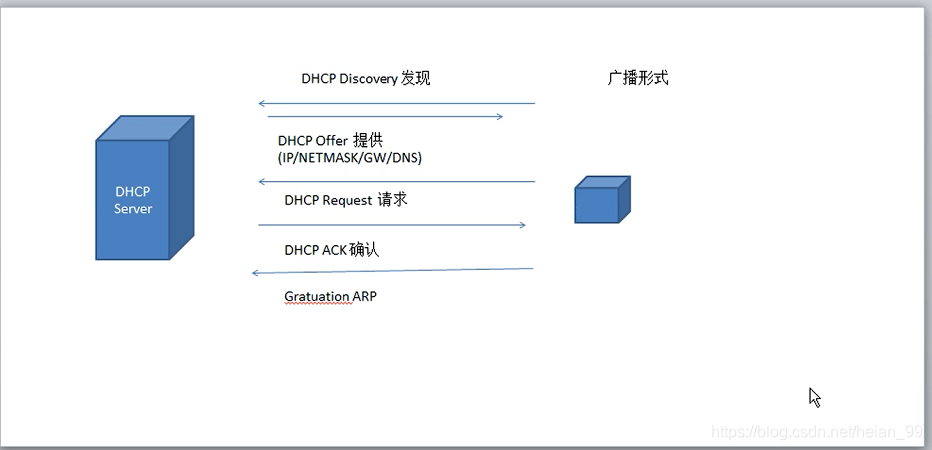 DHCP Discovery 发现
广播形式
DHCP Offer 提供
(IP/NETMASK/GW/DNS)
DHCP
Server
DHCP Request 请求
DHCP ACK 确认
Gratuation ARP
https://blog.csdn.net/heian_99